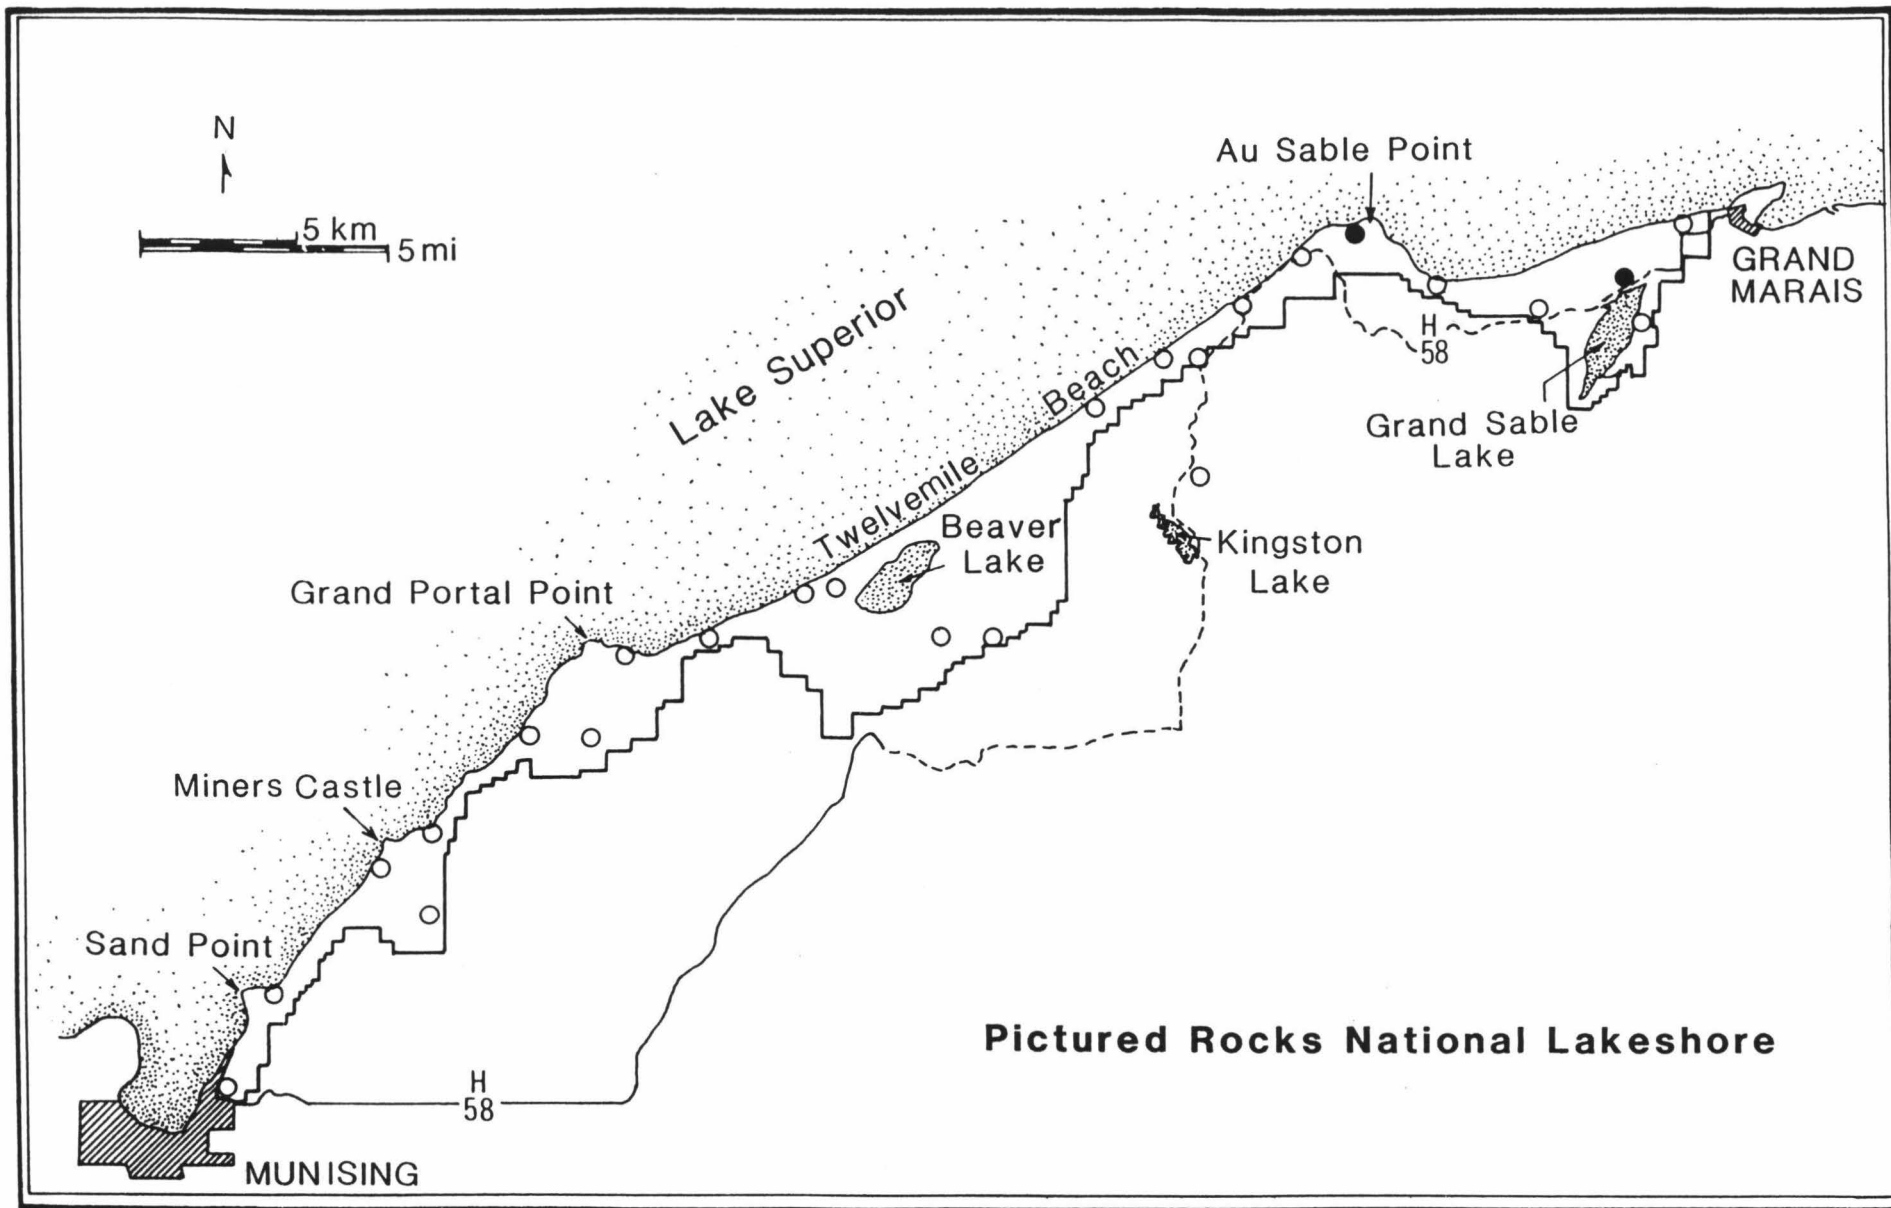 N
5 km
5 mi
Au Sable Point
GRAND
MARAIS
H
58
Lake Superior
Grand Sable
Lake
Twelvemile Beach
Beaver
Lake
Kingston
Lake
Grand Portal Point
Miners Castle
Sand Point
Pictured Rocks National Lakeshore
H
58
MUNISING